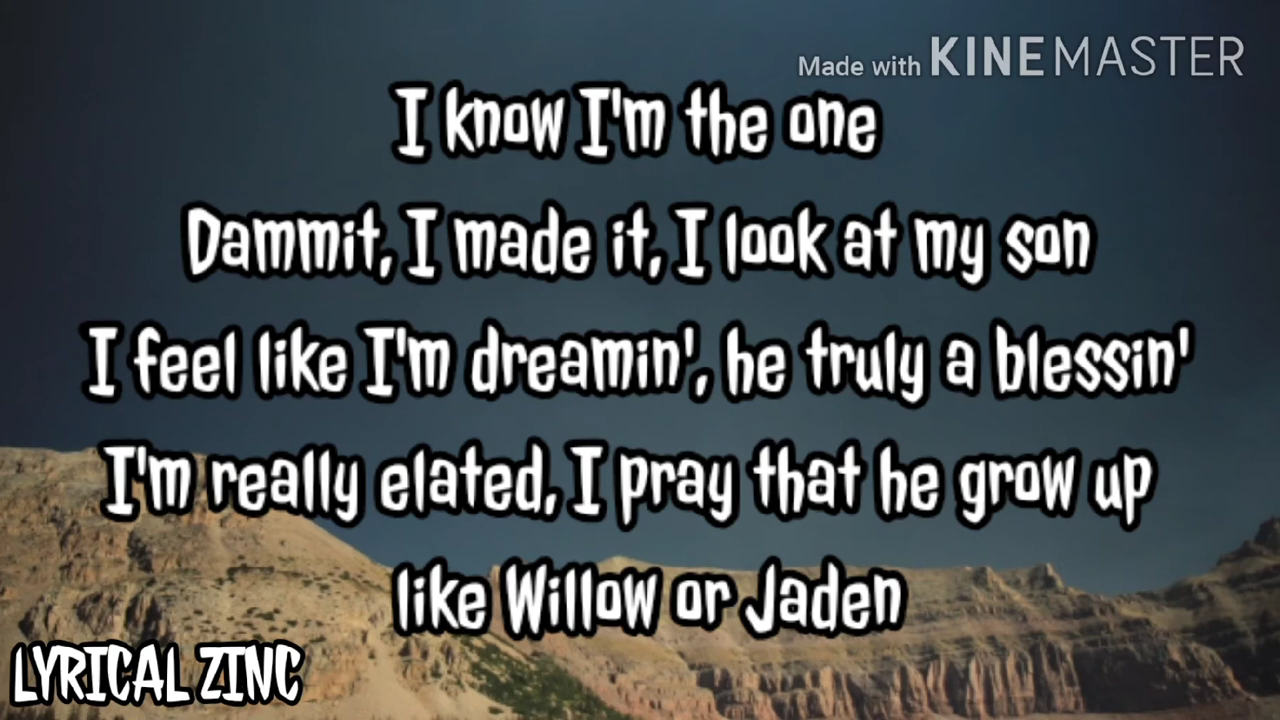 Made with KINEMASTER
I know I'm the one
Dammit, I made it, I look at my son
I feel like I'm dreamin', he truly a blessin'
I'm really elated, I pray that he grow up
like Willow or Jaden
LYRICAL ZINC